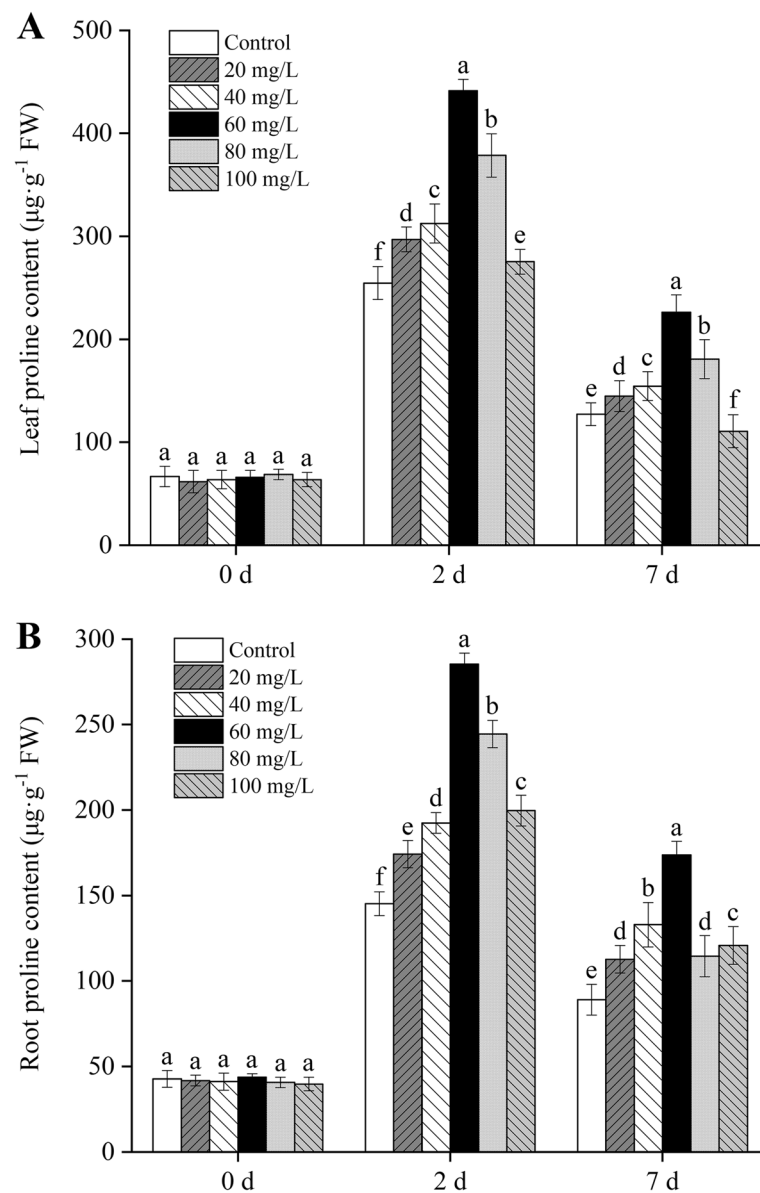 A
Leaf proline content (μg·g-1 FW)
500
400
300
200
100
0
Control
20 mg/L
40 mg/L
60 mg/L
80 mg/L
100 mg/L
a a a a a a
f d c a b e
e d c a b f
0 d 2 d 7 d
B
Root proline content (μg·g-1 FW)
300
250
200
150
100
50
0
Control
20 mg/L
40 mg/L
60 mg/L
80 mg/L
100 mg/L
a a a a a a
f e d a b c
e d b a d c
0 d 2 d 7 d